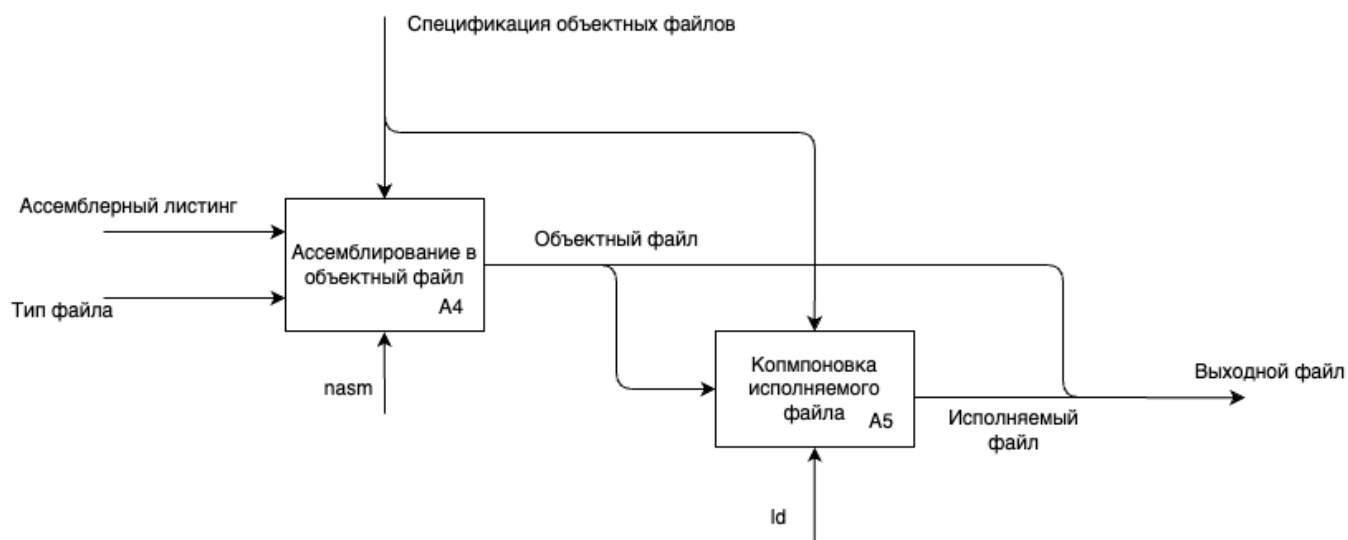 Спецификация объектных файлов
Ассемблерный листинг
Тип файла
Ассемблирование в
объектный файл
A4
nasm
Объектный файл
Копмпоновка
исполняемого
файла
A5
ld
Исполняемый
файл
Выходной файл